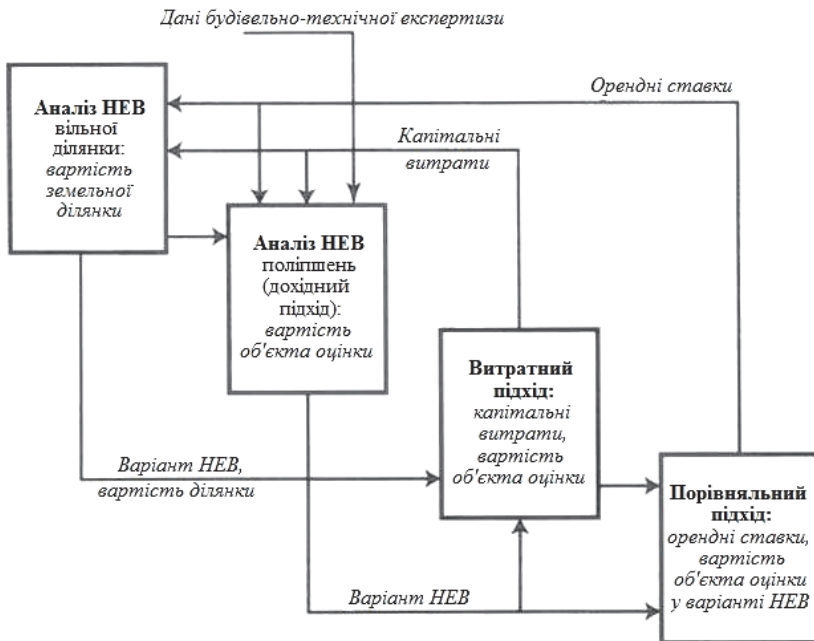 Дані будівельно-технічної експертизи
Аналіз НЕВ
вільної
ділянки:
вартість
земельної
ділянки
Орендні ставки
Капітальні
витрати
Аналіз НЕВ
поліпшень
(дохідний
підхід):
вартість
об'єкта оцінки
Витратний
підхід:
капітальні
витрати,
вартість
об'єкта оцінки
Варіант НЕВ,
вартість ділянки
Порівняльний
підхід:
орендні ставки,
вартість
об'єкта оцінки
у варіанті НЕВ
Варіант НЕВ